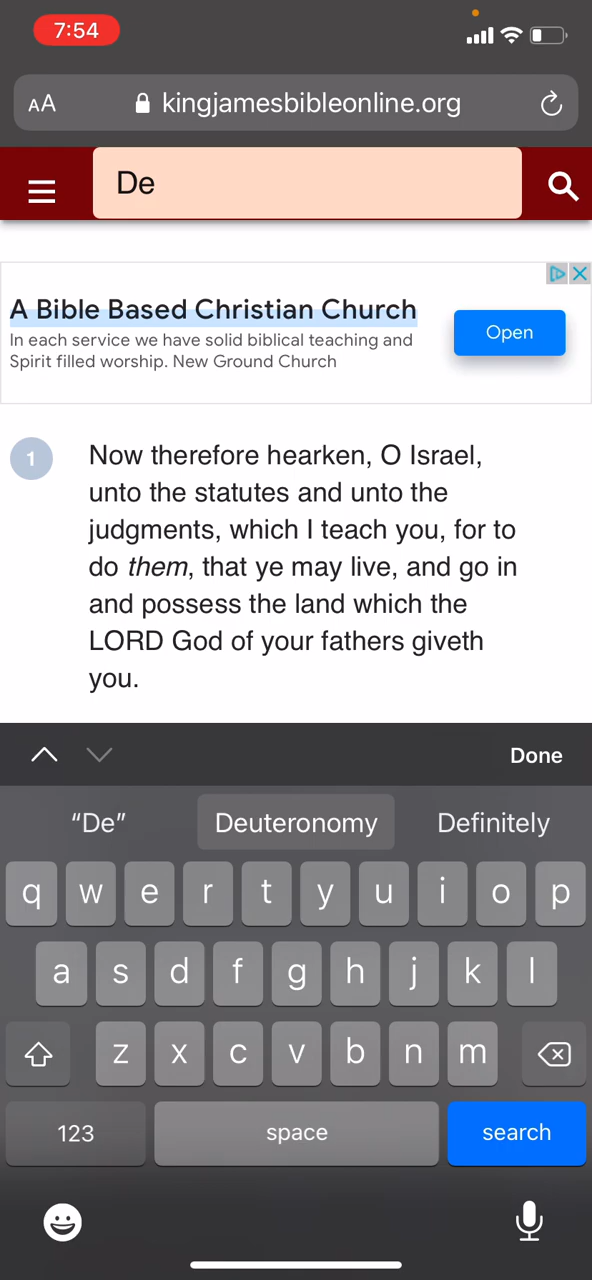 7:54
AA kingjamesbibleonline.org
De
A Bible Based Christian Church
In each service we have solid biblical teaching and
Spirit filled worship. New Ground Church
Open
1 Now therefore hearken, O Israel,
unto the statutes and unto the
judgments, which I teach you, for to
do them, that ye may live, and go in
and possess the land which the
LORD God of your fathers giveth
you.
Done
“De” Deuteronomy Definitely
q w e r t y u i o p
a s d f g h j k l
z x c v b n m
123 space search